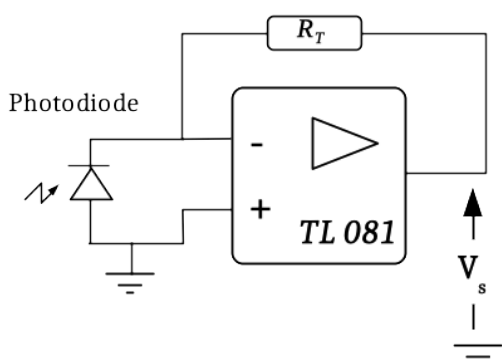 R_T
Photodiode
-
+
TL 081
V_s